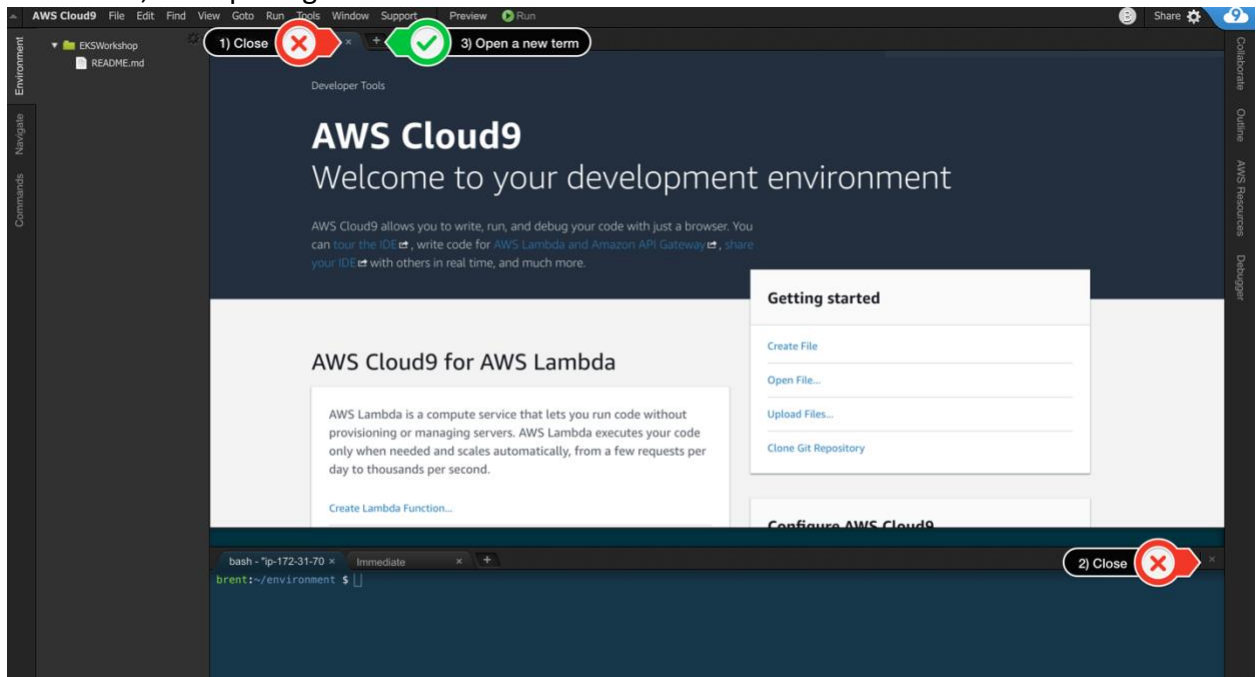 AWS Cloud9 File Edit Find View Goto Run Tools Window Support Preview Run
Share
Environment
Navigate
Commands
EKSWorkshop
README.md
1) Close
3) Open a new term
Developer Tools
AWS Cloud9
Welcome to your development environment
AWS Cloud9 allows you to write, run, and debug your code with just a browser. You
can tour the IDE, write code for AWS Lambda and Amazon API Gateway, share
your IDE with others in real time, and much more.
Getting started
Create File
Open File...
Upload Files...
Clone Git Repository
AWS Cloud9 for AWS Lambda
AWS Lambda is a compute service that lets you run code without
provisioning or managing servers. AWS Lambda executes your code
only when needed and scales automatically, from a few requests per
day to thousands per second.
Create Lambda Function...
Configure AWS Cloud9
bash - "ip-172-31-70 × Immediate × +
2) Close
brent:~/environment $
Collaborate
Outline
AWS Resources
Debugger